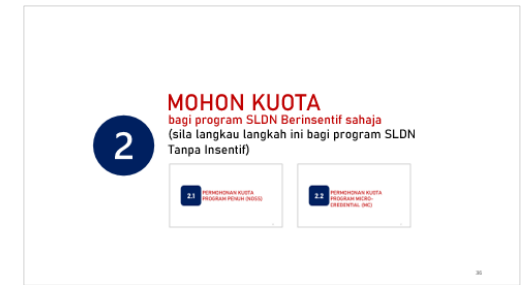 MOHON KUOTA
bagi program SLDN Berinsentif sahaja
(sila langkau langkah ini bagi program SLDN
Tanpa Insentif)
2
2.1
PERMOHONAN KUOTA
PROGRAM PENUH (NOSS)
2.2
PERMOHONAN KUOTA
PROGRAM MICRO-
CREDENTIAL (MC)